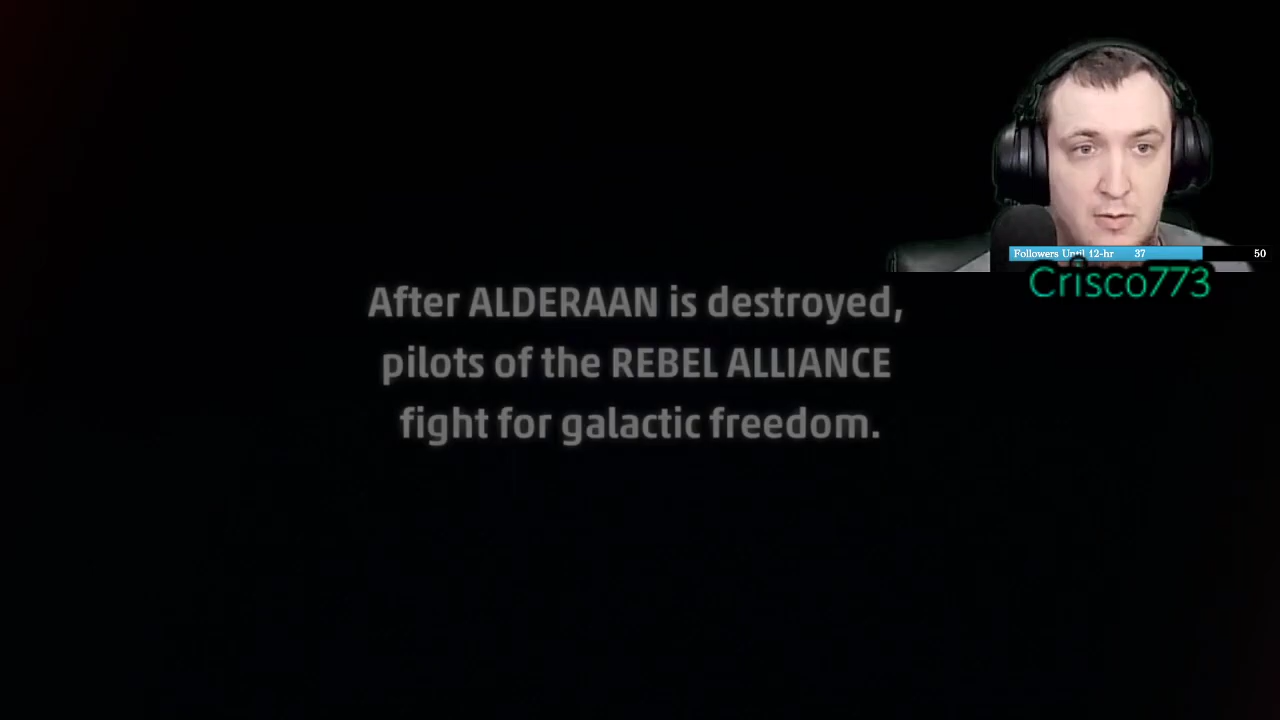 Followers Until 12-hr 37 50
Crisco773
After ALDERAAN is destroyed,
pilots of the REBEL ALLIANCE
fight for galactic freedom.